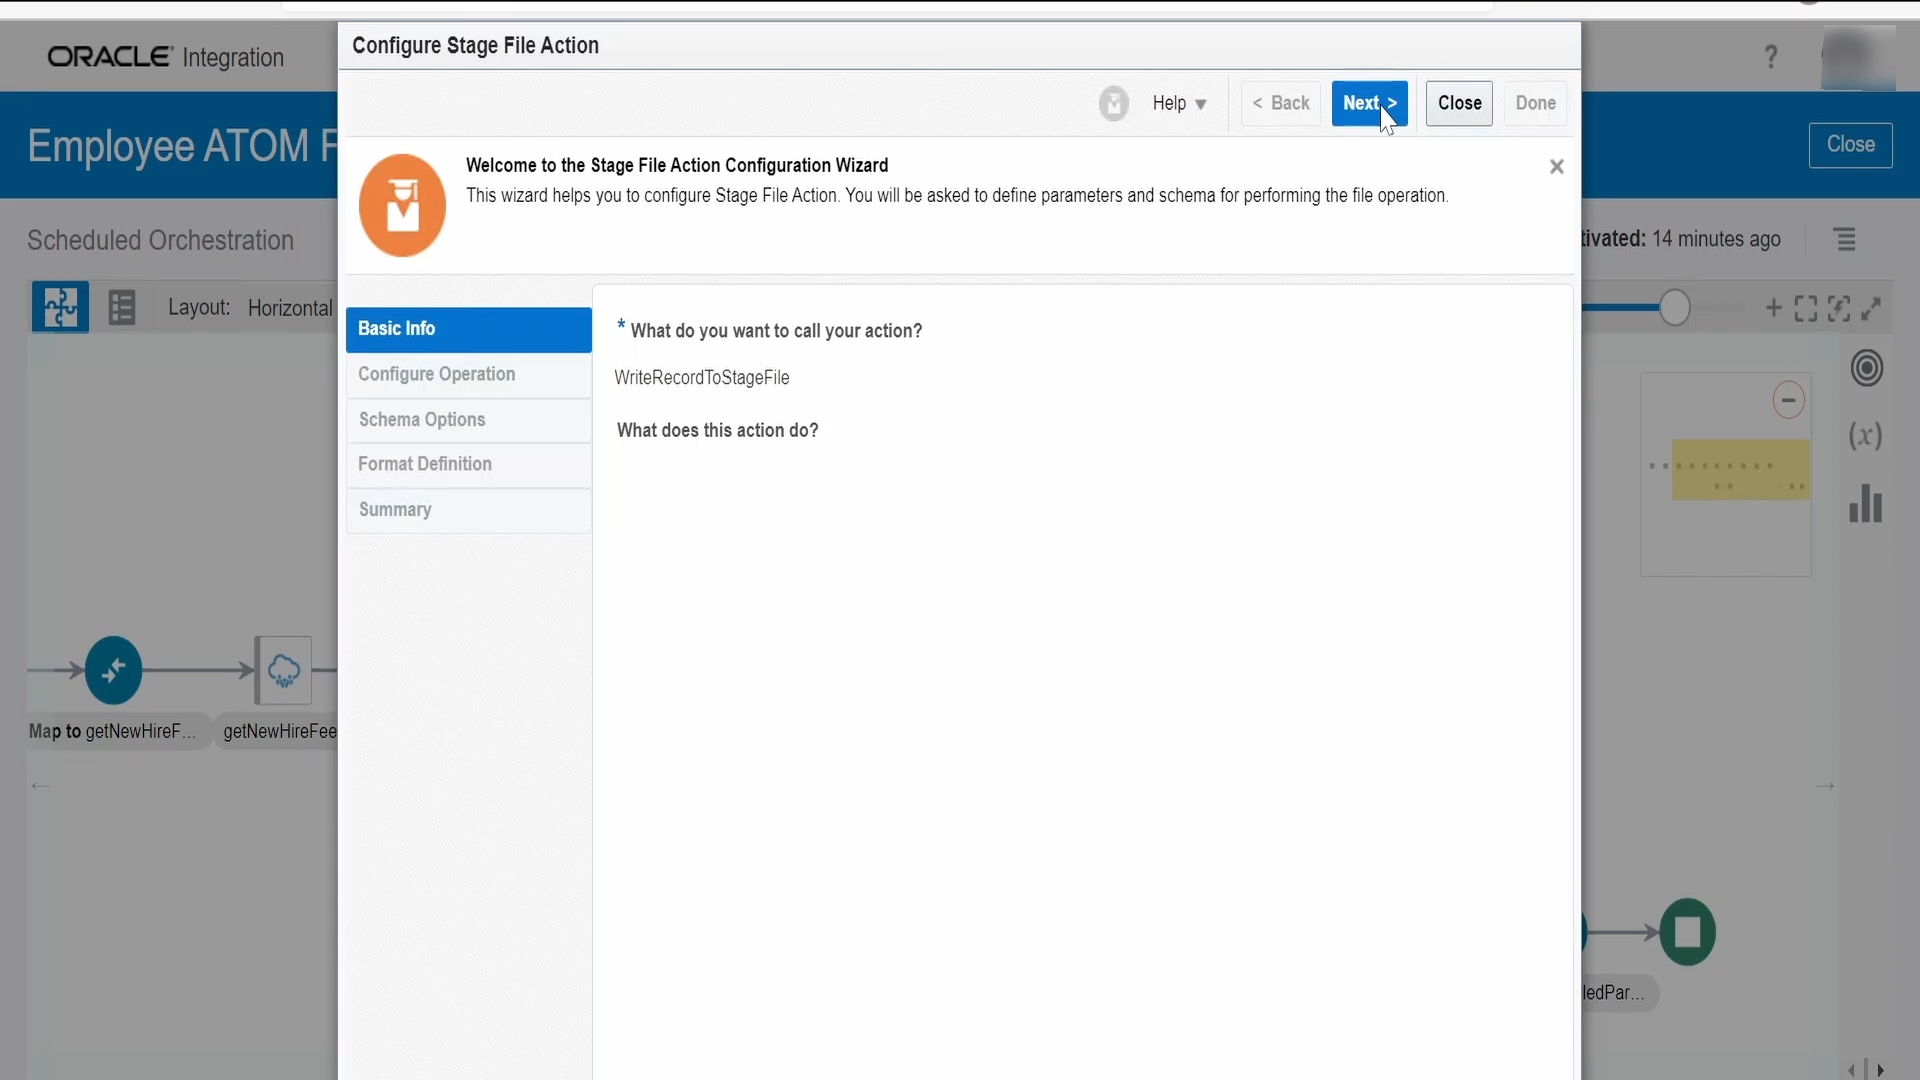 Configure Stage File Action
ORACLE Integration
?
Help
< Back
Next >
Close
Done
Employee ATOM F
Close
Welcome to the Stage File Action Configuration Wizard
This wizard helps you to configure Stage File Action. You will be asked to define parameters and schema for performing the file operation.
Scheduled Orchestration
tivated: 14 minutes ago
Layout: Horizontal
Basic Info
Configure Operation
Schema Options
Format Definition
Summary
* What do you want to call your action?
WriteRecordToStageFile
What does this action do?
(x)
Map to getNewHireF...
getNewHireFee
ledPar...